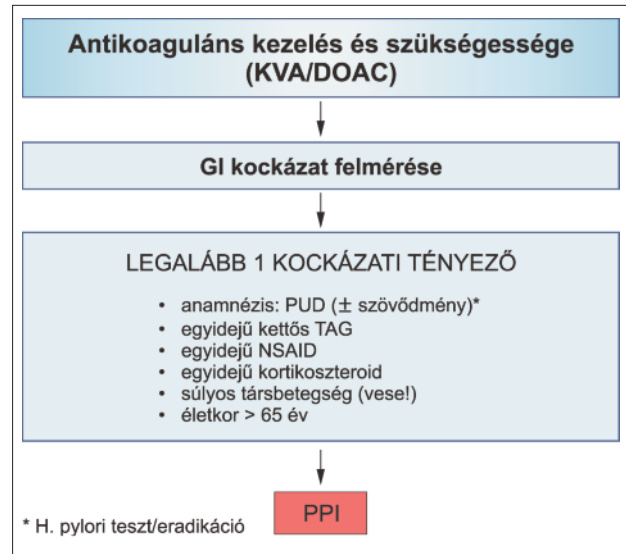 Antikoaguláns kezelés és szükségessége
(KVA/DOAC)
GI kockázat felmérése
LEGALÁBB 1 KOCKÁZATI TÉNYEZŐ
• anamnézis: PUD (± szövődmény)*
• egyidejű kettős TAG
• egyidejű NSAID
• egyidejű kortikoszteroid
• súlyos társbetegség (vese!)
• életkor > 65 év
PPI
* H. pylori teszt/eradikáció